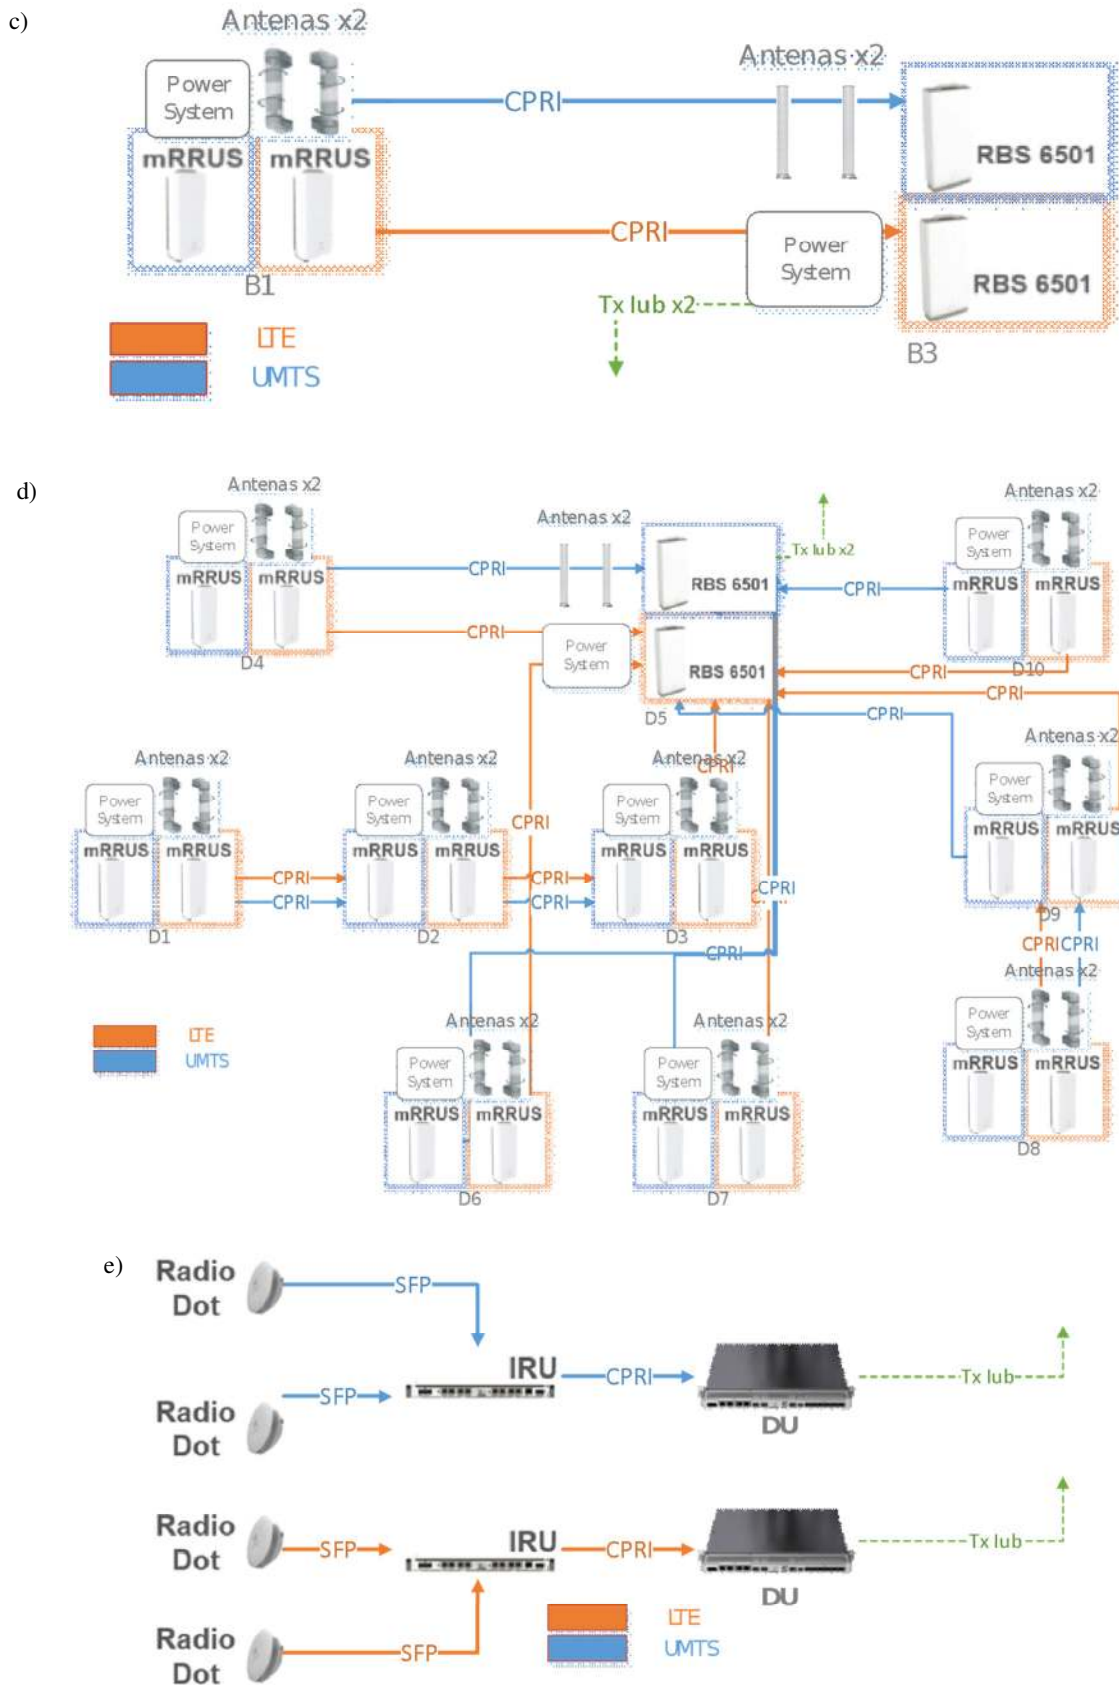 c)
Antenas x2
Antenas x2
Power
System
CPRI
mRRUS
mRRUS
RBS 6501
CPRI
Power
System
RBS 6501
B1
Tx Iub x2
LTE
B3
UMTS
d)
Antenas x2
Antenas x2
Antenas x2
Power
System
Tx Iub x2
Power
System
mRRUS
mRRUS
CPRI
RBS 6501
CPRI
mRRUS
mRRUS
CPRI
Power
System
RBS 6501
D4
D10
CPRI
CPRI
D5
CPRI
Antenas x2
Antenas x2
Antenas x2
CPRI
Antenas x2
Power
System
Power
System
Power
System
Power
System
mRRUS
mRRUS
mRRUS
mRRUS
CPRI
mRRUS
mRRUS
mRRUS
mRRUS
CPRI
CPRI
CPRI
CPRI
CPRI
D1
D2
D3
D9
CPRI
CPRI
CPRI
Antenas x2
Antenas x2
Antenas x2
LTE
UMTS
Power
System
Power
System
Power
System
mRRUS
mRRUS
mRRUS
mRRUS
mRRUS
mRRUS
D6
D7
D8
e)
Radio
Dot
SFP
IRU
CPRI
Tx Iub
SFP
Radio
Dot
DU
Radio
Dot
SFP
IRU
CPRI
Tx Iub
DU
LTE
Radio
Dot
SFP
UMTS